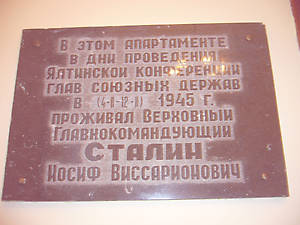 В этом апартаменте
в дни проведения
Ялтинской конференции
глав союзных держав
в (4-II-12-II) 1945 г.
проживал Верховный
Главнокомандующий
Сталин
Иосиф Виссарионович